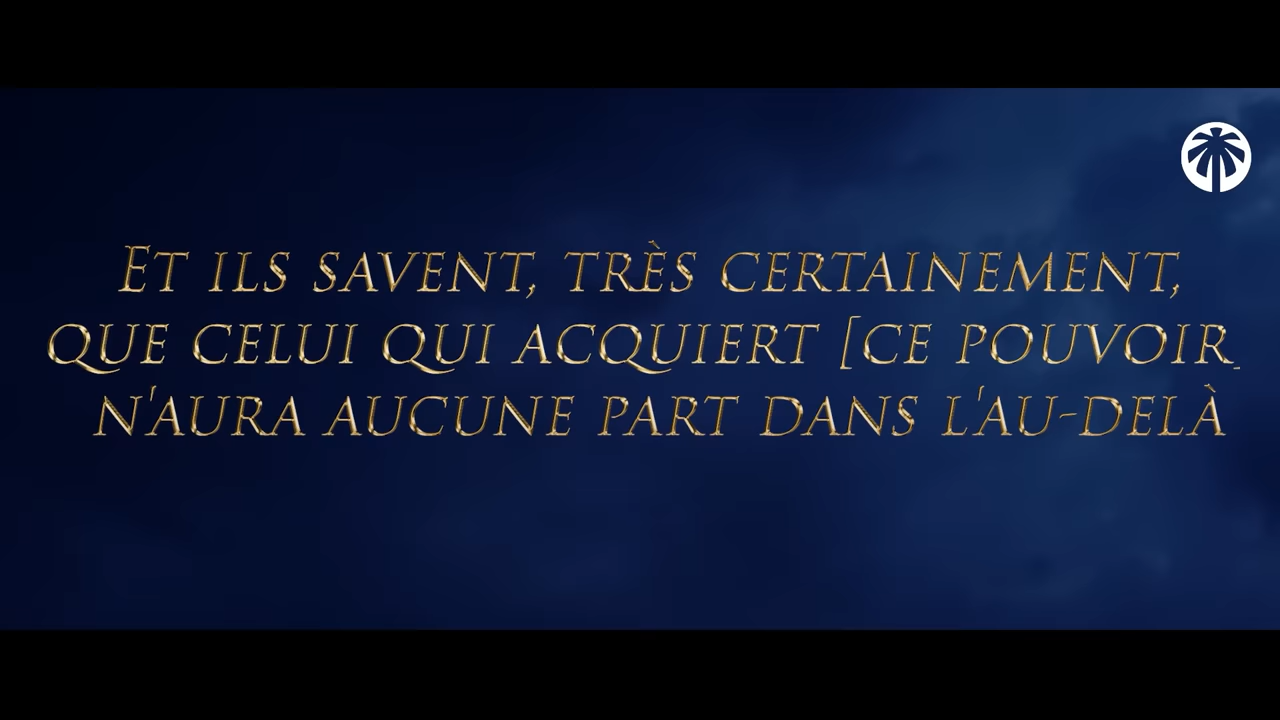 Et ils savent, très certainement,
que celui qui acquiert [ce pouvoir
n'aura aucune part dans l'au-delà